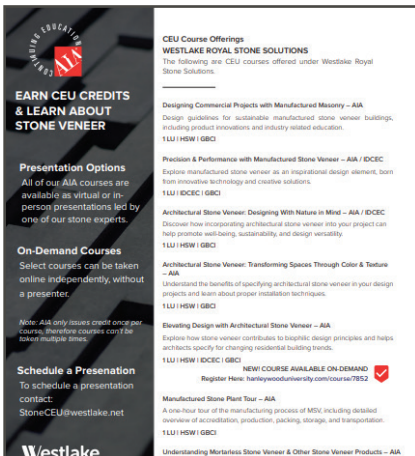 CONTINUING EDUCATION
AIA
EARN CEU CREDITS
& LEARN ABOUT
STONE VENEER
Presentation Options
All of our AIA courses are
available as virtual or in-
person presentations led by
one of our stone experts.
On-Demand Courses
Select courses can be taken
online independently, without
a presenter.
Note: AIA only issues credit once per
course, therefore courses can't be
taken multiple times.
Schedule a Presenation
To schedule a presentation
contact:
StoneCEU@westlake.net
Westlake
CEU Course Offerings
WESTLAKE ROYAL STONE SOLUTIONS
The following are CEU courses offered under Westlake Royal
Stone Solutions.
Designing Commercial Projects with Manufactured Masonry – AIA
Design guidelines for sustainable manufactured stone veneer buildings,
including product innovations and industry related education.
1 LU | HSW | GBCI
Precision & Performance with Manufactured Stone Veneer – AIA / IDCEC
Explore manufactured stone veneer as an inspirational design element, born
from innovative technology and creative solutions.
1 LU | IDCEC | GBCI
Architectural Stone Veneer: Designing With Nature in Mind – AIA / IDCEC
Discover how incorporating architectural stone veneer into your project can
help promote well-being, sustainability, and design versatility.
1 LU | HSW | GBCI
Architectural Stone Veneer: Transforming Spaces Through Color & Texture
– AIA
Understand the benefits of specifying architectural stone veneer in your design
projects and learn about proper installation techniques.
1 LU | HSW | GBCI
Elevating Design with Architectural Stone Veneer – AIA
Explore how stone veneer contributes to biophilic design principles and helps
architects specify for changing residential building trends.
1 LU | HSW | IDCEC | GBCI
NEW! COURSE AVAILABLE ON-DEMAND
Register Here: hanleywooduniversity.com/course/7852
Manufactured Stone Plant Tour – AIA
A one-hour tour of the manufacturing process of MSV, including detailed
overview of accreditation, production, packing, storage, and transportation.
1 LU | HSW | GBCI
Understanding Mortarless Stone Veneer & Other Stone Veneer Products – AIA